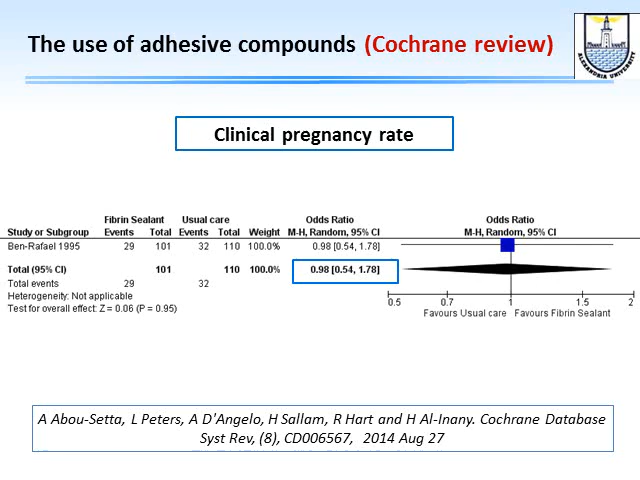 The use of adhesive compounds (Cochrane review)
ALEXANDRIA UNIVERSITY
Clinical pregnancy rate
Fibrin Sealant Usual care Odds Ratio Odds Ratio
Study or Subgroup Events Total Events Total Weight M-H, Random, 95% CI M-H, Random, 95% CI
Ben-Rafael 1995 29 101 32 110 100.0% 0.98 [0.54, 1.78]
Total (95% CI) 101 110 100.0% 0.98 [0.54, 1.78]
Total events 29 32
Heterogeneity: Not applicable
Test for overall effect: Z = 0.06 (P = 0.95)
0.5 0.7 1 1.5 2
Favours Usual care Favours Fibrin Sealant
A Abou-Setta, L Peters, A D'Angelo, H Sallam, R Hart and H Al-Inany. Cochrane Database
Syst Rev, (8), CD006567, 2014 Aug 27